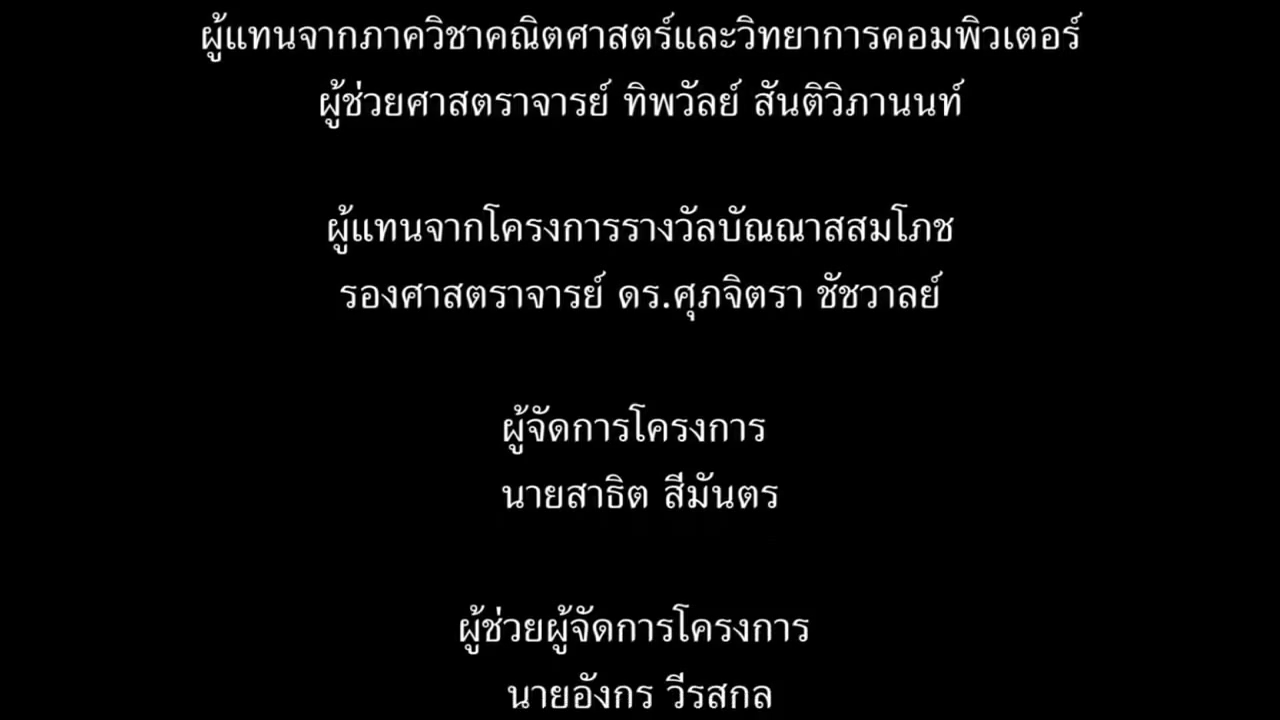 ผู้แทนจากภาควิชาคณิตศาสตร์และวิทยาการคอมพิวเตอร์
ผู้ช่วยศาสตราจารย์ ทิพวัลย์ สันติวิภานนท์
ผู้แทนจากโครงการรางวัลบัณณาสสมโภช
รองศาสตราจารย์ ดร.ศุภจิตรา ชัชวาลย์
ผู้จัดการโครงการ
นายสาธิต สีมันตร
ผู้ช่วยผู้จัดการโครงการ
นายอังกร วีรสกล